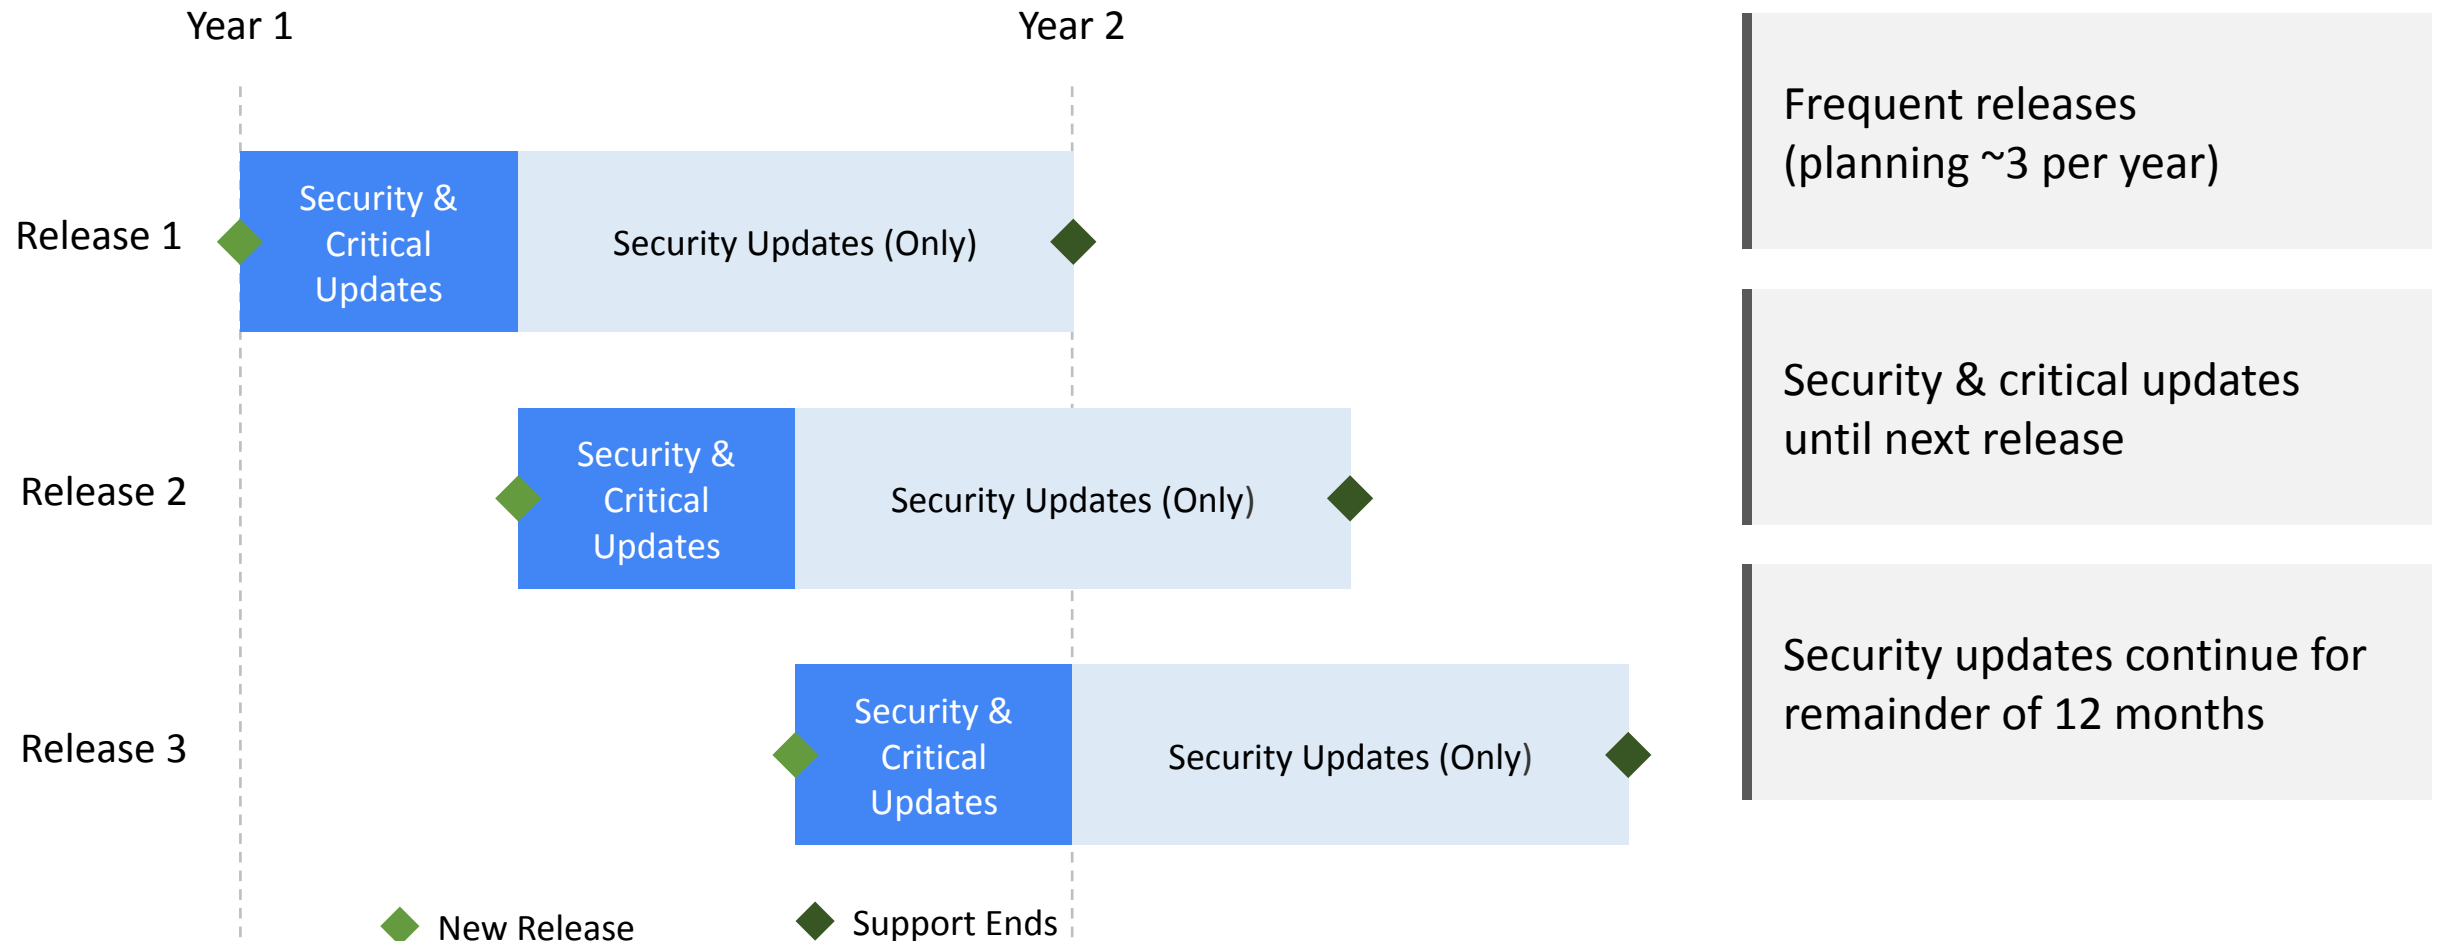 Year 1
Year 2
Release 1
Security &
Critical
Updates
Security Updates (Only)
Release 2
Security &
Critical
Updates
Security Updates (Only)
Release 3
Security &
Critical
Updates
Security Updates (Only)
New Release
Support Ends
Frequent releases
(planning ~3 per year)
Security & critical updates
until next release
Security updates continue for
remainder of 12 months